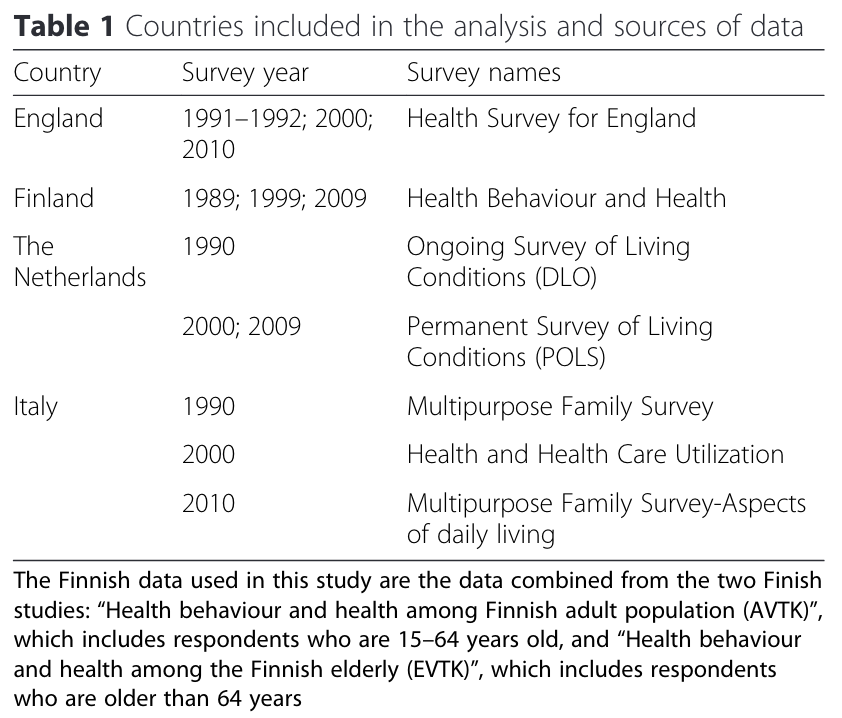 Table 1 Countries included in the analysis and sources of data
Country Survey year Survey names
England 1991–1992; 2000; Health Survey for England
2010
Finland 1989; 1999; 2009 Health Behaviour and Health
The 1990 Ongoing Survey of Living
Netherlands Conditions (DLO)
2000; 2009 Permanent Survey of Living
Conditions (POLS)
Italy 1990 Multipurpose Family Survey
2000 Health and Health Care Utilization
2010 Multipurpose Family Survey-Aspects
of daily living
The Finnish data used in this study are the data combined from the two Finish
studies: “Health behaviour and health among Finnish adult population (AVTK)”,
which includes respondents who are 15–64 years old, and “Health behaviour
and health among the Finnish elderly (EVTK)”, which includes respondents
who are older than 64 years